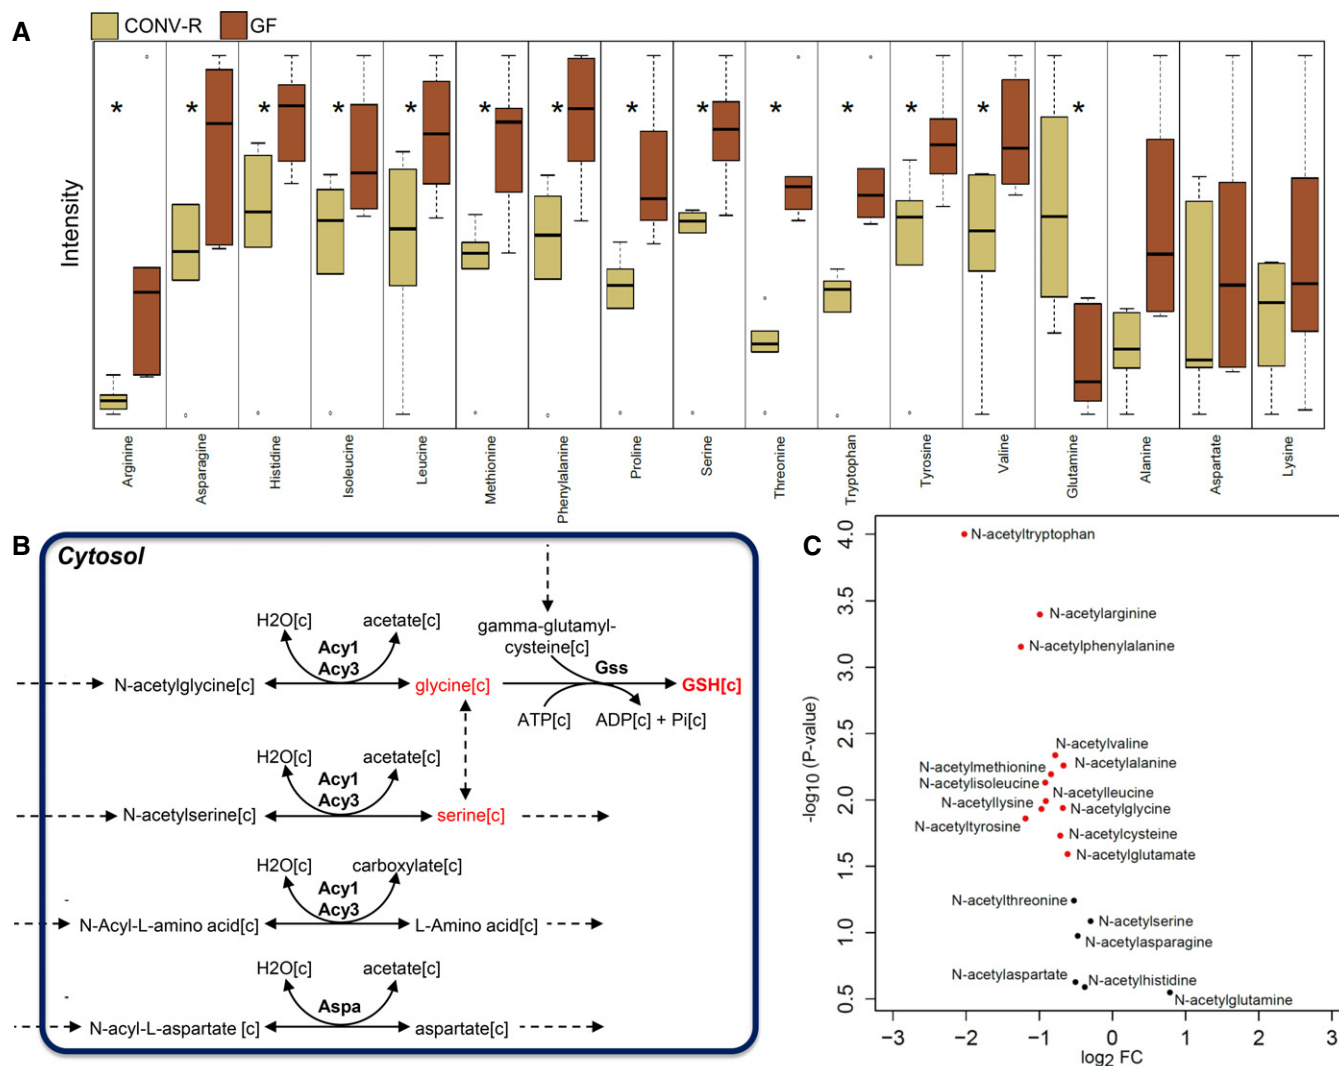 A
CONV-R GF
Intensity
* * * * * * * * * * * * * *
Arginine
Asparagine
Histidine
Isoleucine
Leucine
Methionine
Phenylalanine
Proline
Serine
Threonine
Tryptophan
Tyrosine
Valine
Glutamine
Alanine
Aspartate
Lysine
B
Cytosol
H2O[c] acetate[c]
Acy1
Acy3
N-acetylglycine[c] glycine[c]
gamma-glutamyl-
cysteine[c]
Gss
GSH[c]
ATP[c] ADP[c] + Pi[c]
H2O[c] acetate[c]
Acy1
Acy3
N-acetylserine[c] serine[c]
H2O[c] carboxylate[c]
Acy1
Acy3
N-Acyl-L-amino acid[c] L-Amino acid[c]
H2O[c] acetate[c]
Aspa
N-acyl-L-aspartate [c] aspartate[c]
C
-log10 (P-value)
4.0
3.5
3.0
2.5
2.0
1.5
1.0
0.5
N-acetyltryptophan
N-acetylarginine
N-acetylphenylalanine
N-acetylvaline
N-acetylalanine
N-acetylmethionine
N-acetylisoleucine
N-acetylleucine
N-acetyllysine
N-acetylglycine
N-acetyltyrosine
N-acetylcysteine
N-acetylglutamate
N-acetylthreonine
N-acetylserine
N-acetylasparagine
N-acetylaspartate
N-acetylhistidine
N-acetylglutamine
−3 −2 −1 0 1 2 3
log2 FC